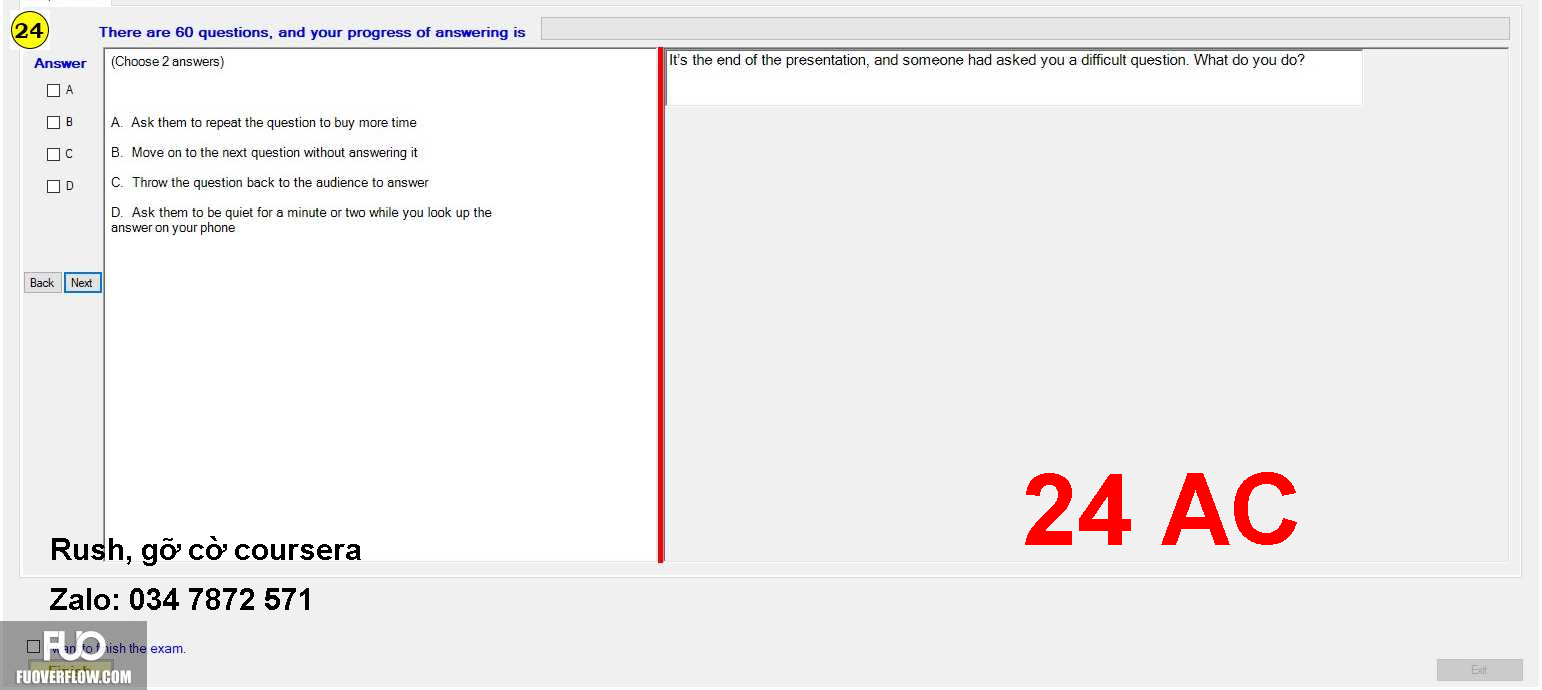 24
There are 60 questions, and your progress of answering is
Answer
A
B
C
D
Back
Next
(Choose 2 answers)
A. Ask them to repeat the question to buy more time
B. Move on to the next question without answering it
C. Throw the question back to the audience to answer
D. Ask them to be quiet for a minute or two while you look up the
answer on your phone
It's the end of the presentation, and someone had asked you a difficult question. What do you do?
24 AC
Rush, gỡ cờ coursera
Zalo: 034 7872 571
FUO
FUOVERFLOW.COM
want to finish the exam.
Finish
Exit